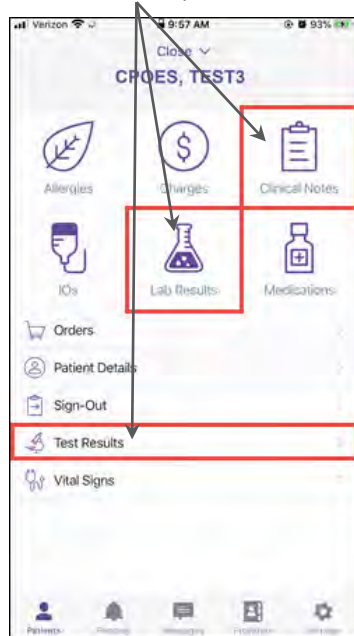 Verizon 9:57 AM 93%
Close
CPOES, TEST3
Allergies Charges Clinical Notes
IOs Lab Results Medications
Orders
Patient Details
Sign-Out
Test Results
Vital Signs
Patients